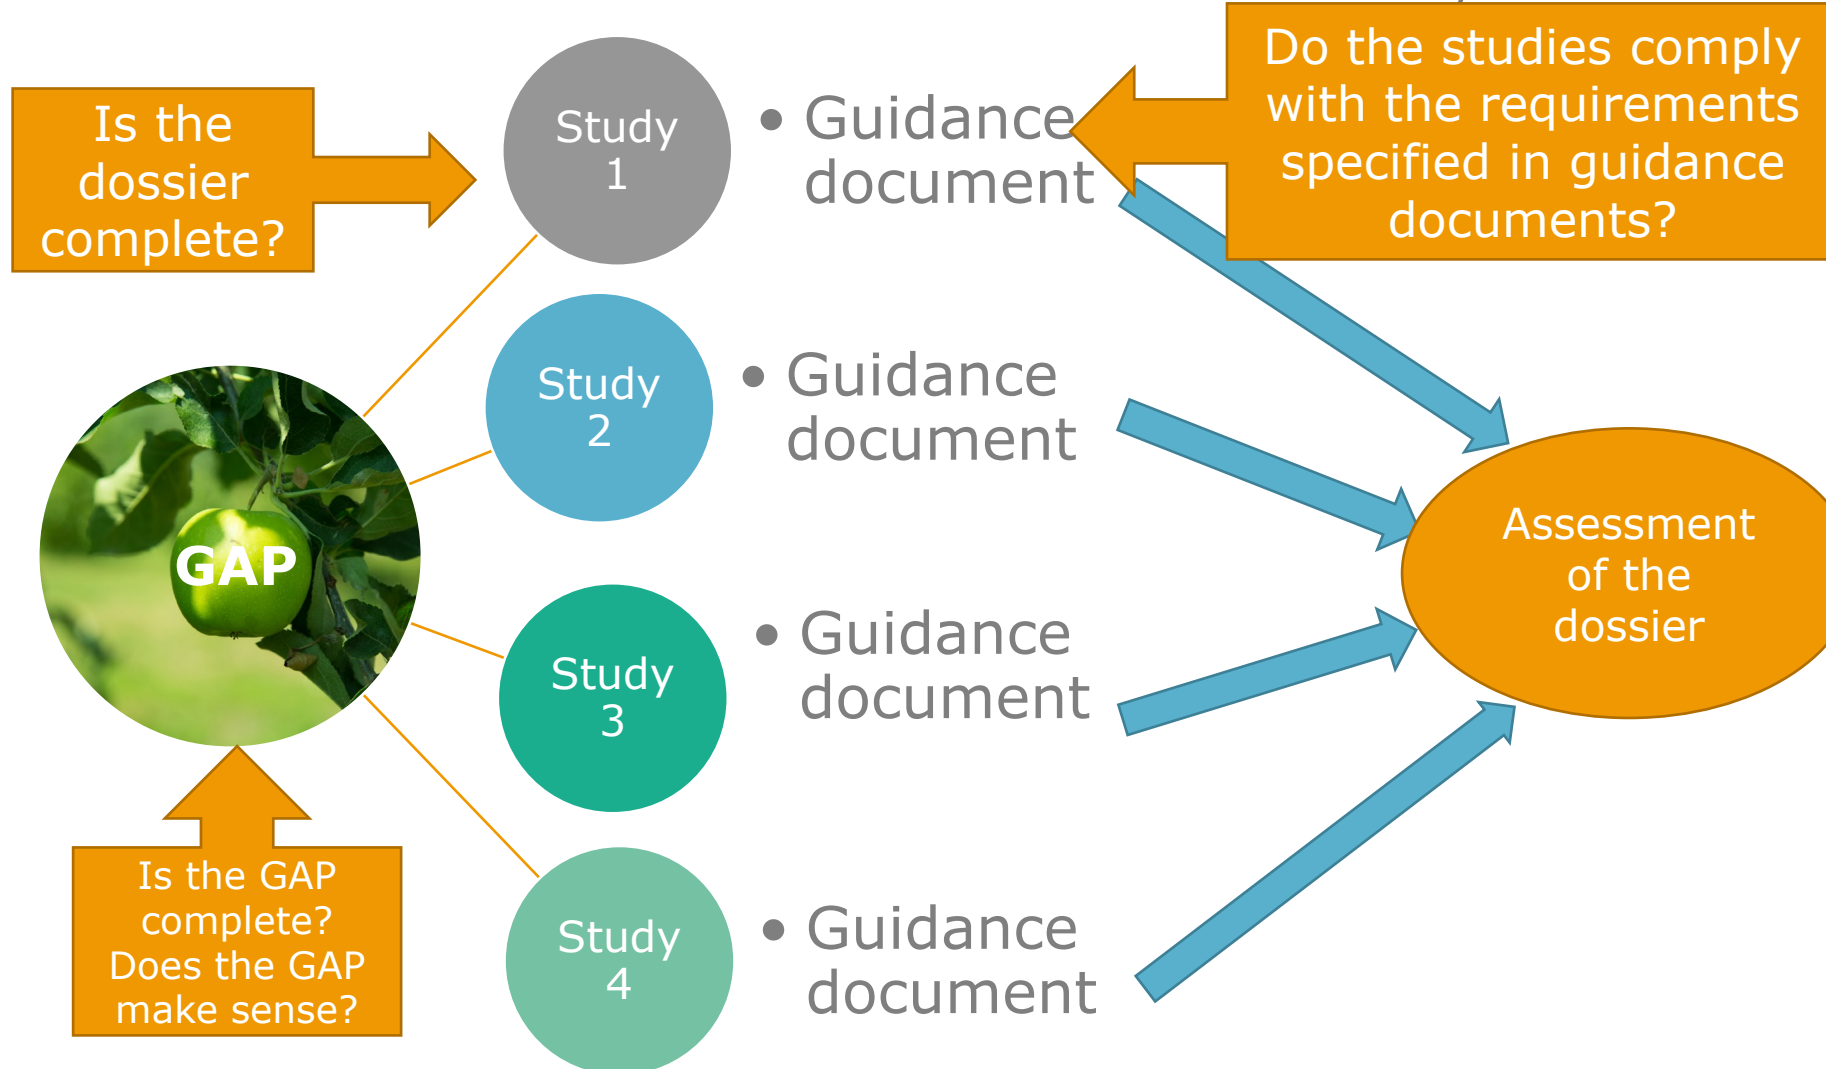 Is the
dossier
complete?
Study
1
• Guidance
document
Do the studies comply
with the requirements
specified in guidance
documents?
Study
2
• Guidance
document
GAP
Assessment
of the
dossier
Study
3
• Guidance
document
Is the GAP
complete?
Does the GAP
make sense?
Study
4
• Guidance
document